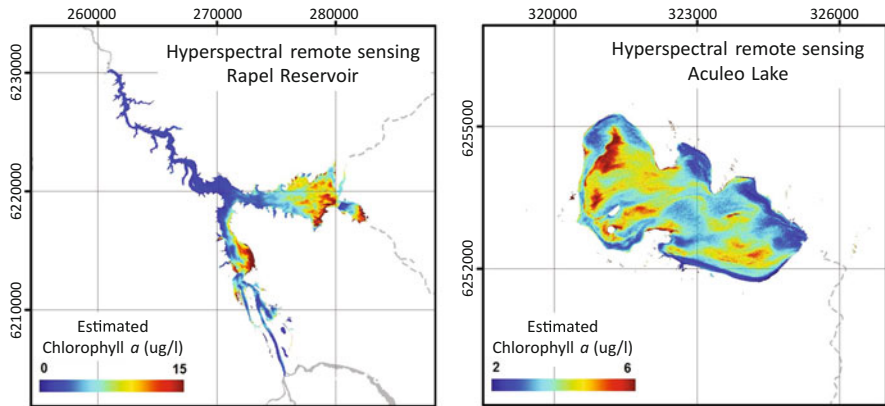 260000 270000 280000
6230000
6220000
6210000
Hyperspectral remote sensing
Rapel Reservoir
Estimated
Chlorophyll a (ug/l)
0 15
320000 323000 326000
6255000
6252000
Hyperspectral remote sensing
Aculeo Lake
Estimated
Chlorophyll a (ug/l)
2 6